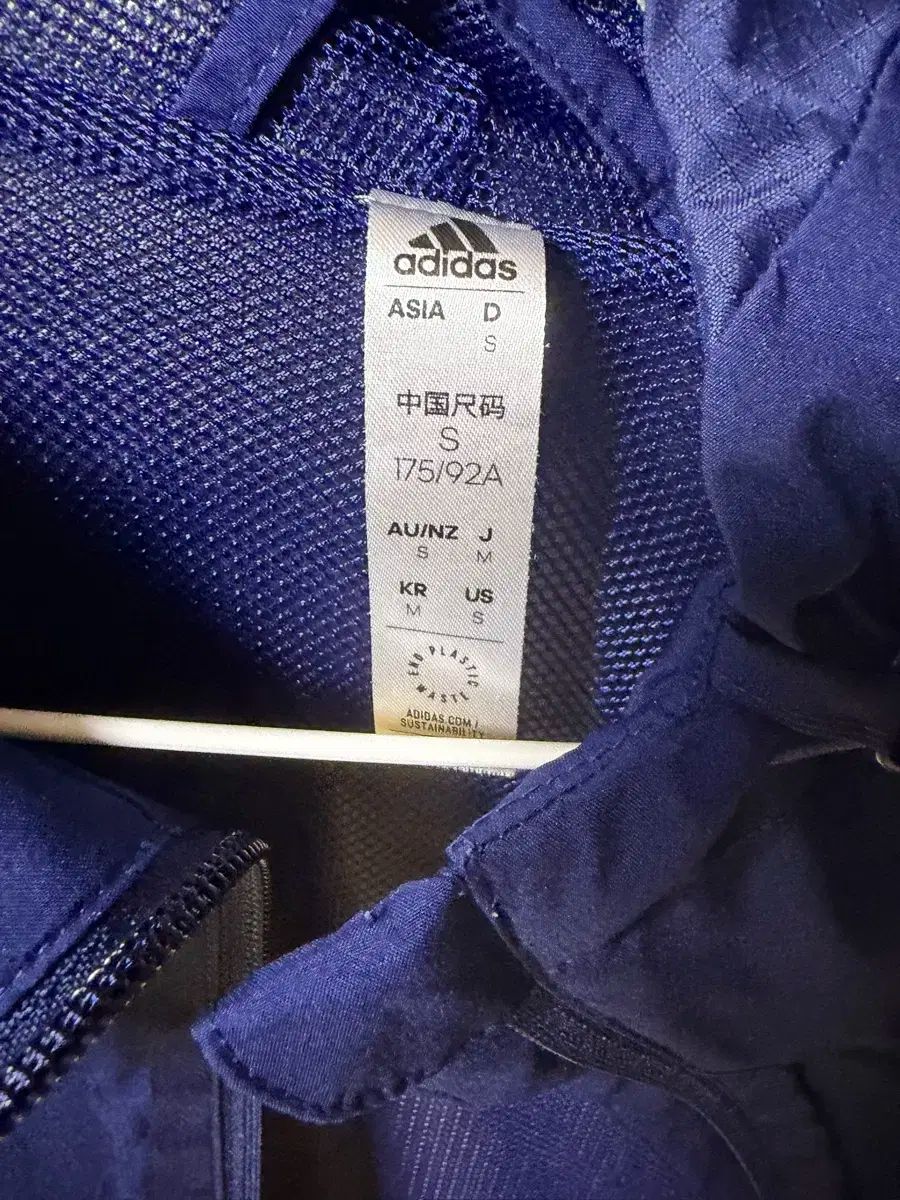 adidas
ASIA D
S
中国尺码
S
175/92A
AU/NZ J
S M
KR US
M S
END PLASTIC WASTE
ADIDAS.COM/
SUSTAINABILITY